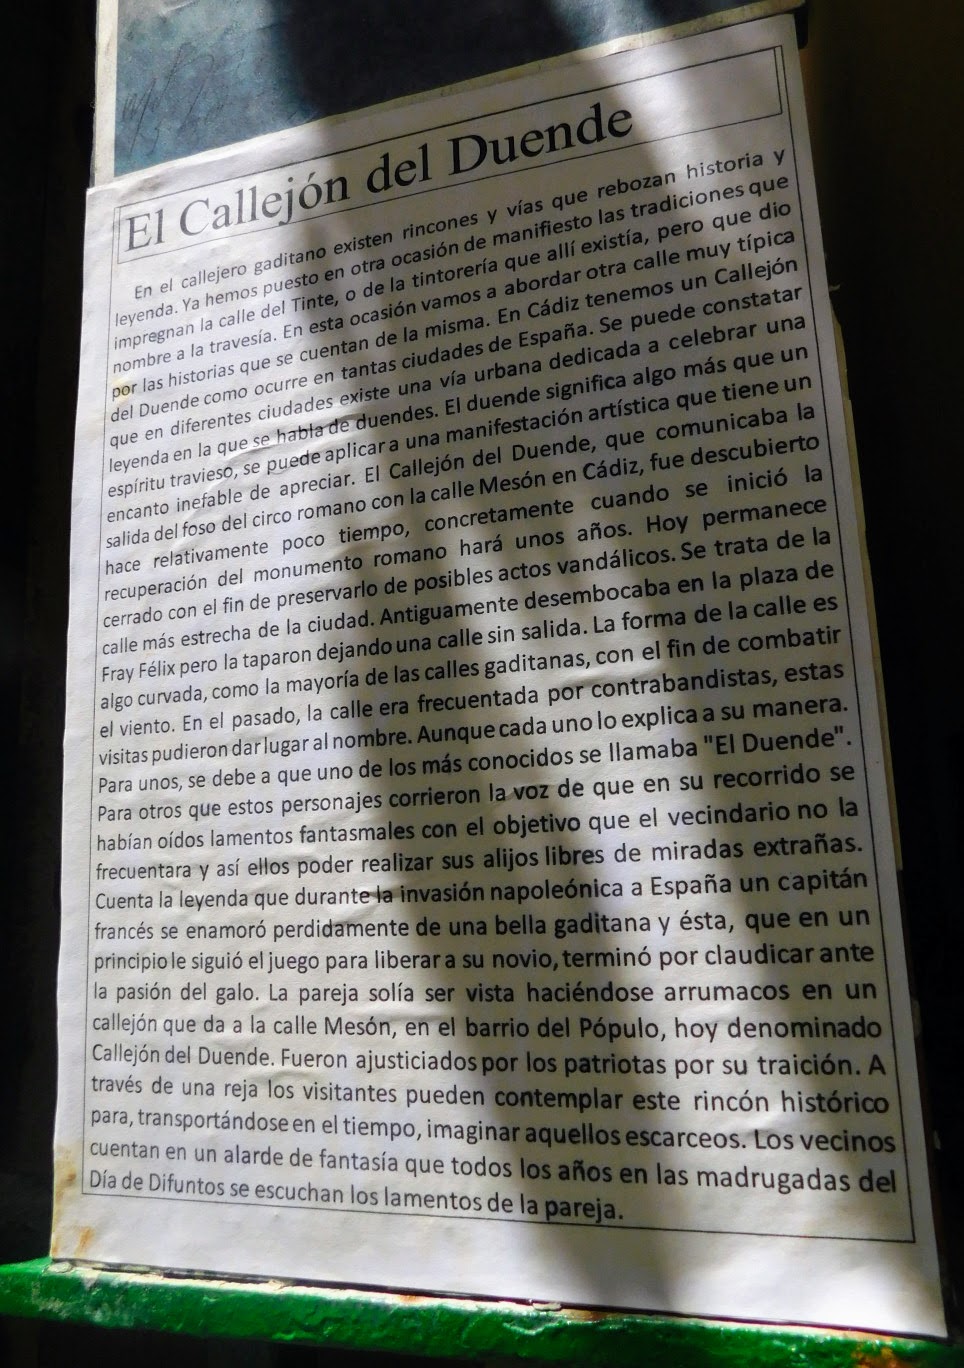 El Callejón del Duende
En el callejero gaditano existen rincones y vías que rebozan historia y
leyenda. Ya hemos puesto en otra ocasión de manifiesto las tradiciones que
impregnan la calle del Tinte, o de la tintorería que allí existía, pero que dio
nombre a la travesía. En esta ocasión vamos a abordar otra calle muy típica
por las historias que se cuentan de la misma. En Cádiz tenemos un Callejón
del Duende como ocurre en tantas ciudades de España. Se puede constatar
que en diferentes ciudades existe una vía urbana dedicada a celebrar una
leyenda en la que se habla de duendes. El duende significa algo más que un
espíritu travieso, se puede aplicar a una manifestación artística que tiene un
encanto inefable de apreciar. El Callejón del Duende, que comunicaba la
salida del foso del circo romano con la calle Mesón en Cádiz, fue descubierto
hace relativamente poco tiempo, concretamente cuando se inició la
recuperación del monumento romano hará unos años. Hoy permanece
cerrado con el fin de preservarlo de posibles actos vandálicos. Se trata de la
calle más estrecha de la ciudad. Antiguamente desembocaba en la plaza de
Fray Félix pero la taparon dejando una calle sin salida. La forma de la calle es
algo curvada, como la mayoría de las calles gaditanas, con el fin de combatir
el viento. En el pasado, la calle era frecuentada por contrabandistas, estas
visitas pudieron dar lugar al nombre. Aunque cada uno lo explica a su manera.
Para unos, se debe a que uno de los más conocidos se llamaba "El Duende".
Para otros que estos personajes corrieron la voz de que en su recorrido se
habían oídos lamentos fantasmales con el objetivo que el vecindario no la
frecuentara y así ellos poder realizar sus alijos libres de miradas extrañas.
Cuenta la leyenda que durante la invasión napoleónica a España un capitán
francés se enamoró perdidamente de una bella gaditana y ésta, que en un
principio le siguió el juego para liberar a su novio, terminó por claudicar ante
la pasión del galo. La pareja solía ser vista haciéndose arrumacos en un
callejón que da a la calle Mesón, en el barrio del Pópulo, hoy denominado
Callejón del Duende. Fueron ajusticiados por los patriotas por su traición. A
través de una reja los visitantes pueden contemplar este rincón histórico
para, transportándose en el tiempo, imaginar aquellos escarceos. Los vecinos
cuentan en un alarde de fantasía que todos los años en las madrugadas del
Día de Difuntos se escuchan los lamentos de la pareja.